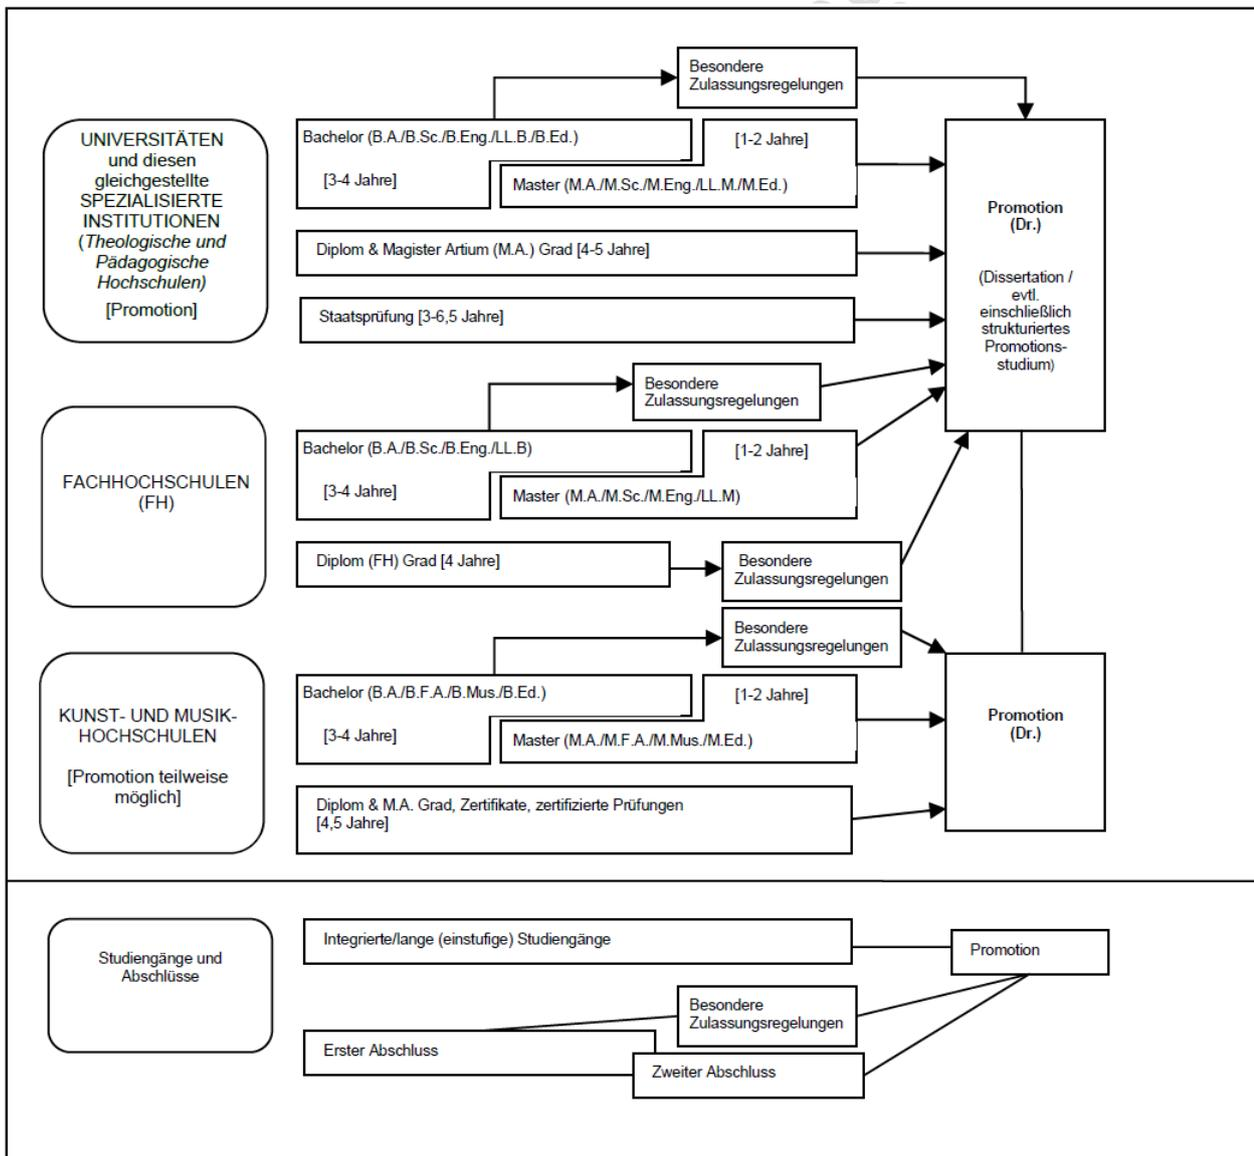 Besondere
Zulassungsregelungen
UNIVERSITÄTEN
und diesen
gleichgestellte
SPEZIALISIERTE
INSTITUTIONEN
(Theologische und
Pädagogische
Hochschulen)
[Promotion]
Bachelor (B.A./B.Sc./B.Eng./LL.B./B.Ed.)
[3-4 Jahre]
[1-2 Jahre]
Master (M.A./M.Sc./M.Eng./LL.M./M.Ed.)
Diplom & Magister Artium (M.A.) Grad [4-5 Jahre]
Staatsprüfung [3-6,5 Jahre]
Promotion
(Dr.)
(Dissertation /
evtl.
einschließlich
strukturiertes
Promotions-
studium)
Besondere
Zulassungsregelungen
FACHHOCHSCHULEN
(FH)
Bachelor (B.A./B.Sc./B.Eng./LL.B)
[3-4 Jahre]
[1-2 Jahre]
Master (M.A./M.Sc./M.Eng./LL.M)
Diplom (FH) Grad [4 Jahre]
Besondere
Zulassungsregelungen
Besondere
Zulassungsregelungen
KUNST- UND MUSIK-
HOCHSCHULEN
[Promotion teilweise
möglich]
Bachelor (B.A./B.F.A./B.Mus./B.Ed.)
[3-4 Jahre]
[1-2 Jahre]
Master (M.A./M.F.A./M.Mus./M.Ed.)
Diplom & M.A. Grad, Zertifikate, zertifizierte Prüfungen
[4,5 Jahre]
Promotion
(Dr.)
Studiengänge und
Abschlüsse
Integrierte/lange (einstufige) Studiengänge
Promotion
Besondere
Zulassungsregelungen
Erster Abschluss
Zweiter Abschluss